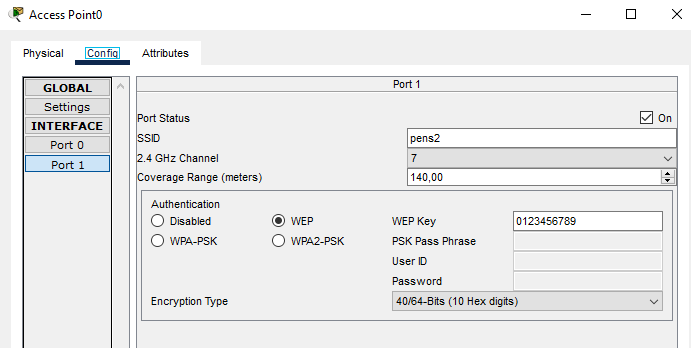 Access Point0
Physical Config Attributes
GLOBAL
Settings
INTERFACE
Port 0
Port 1
Port 1
Port Status On
SSID pens2
2.4 GHz Channel 7
Coverage Range (meters) 140,00
Authentication
Disabled WEP WEP Key 0123456789
WPA-PSK WPA2-PSK PSK Pass Phrase
User ID
Password
Encryption Type 40/64-Bits (10 Hex digits)